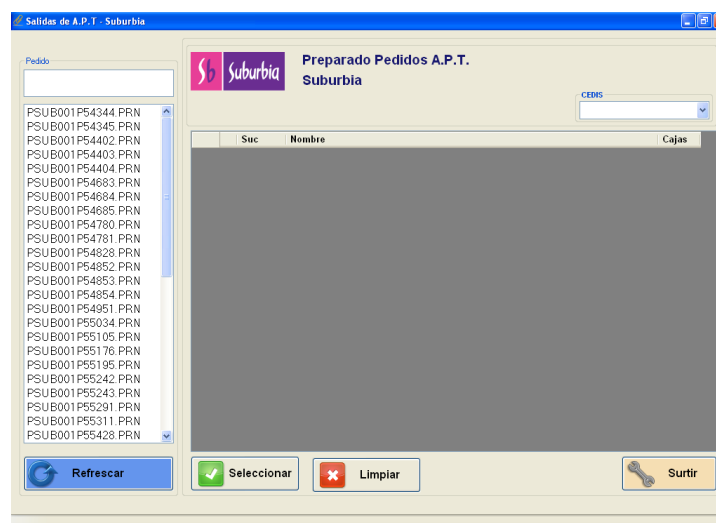 Salidas de A.P.T - Suburbia
Pedido
PSUB001P54344.PRN
PSUB001P54345.PRN
PSUB001P54402.PRN
PSUB001P54403.PRN
PSUB001P54404.PRN
PSUB001P54683.PRN
PSUB001P54684.PRN
PSUB001P54685.PRN
PSUB001P54780.PRN
PSUB001P54781.PRN
PSUB001P54828.PRN
PSUB001P54852.PRN
PSUB001P54853.PRN
PSUB001P54854.PRN
PSUB001P54951.PRN
PSUB001P55034.PRN
PSUB001P55105.PRN
PSUB001P55176.PRN
PSUB001P55195.PRN
PSUB001P55242.PRN
PSUB001P55243.PRN
PSUB001P55291.PRN
PSUB001P55311.PRN
PSUB001P55428.PRN
Refrescar
Sb Suburbia
Preparado Pedidos A.P.T.
Suburbia
CEDIS
Suc Nombre Cajas
Seleccionar
Limpiar
Surtir